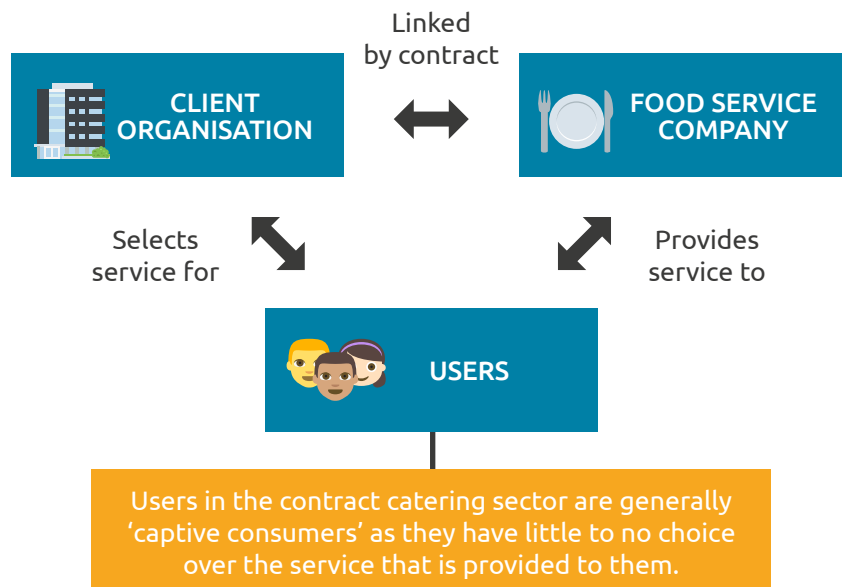 Linked
by contract
CLIENT
ORGANISATION
FOOD SERVICE
COMPANY
Selects
service for
Provides
service to
USERS
Users in the contract catering sector are generally
‘captive consumers’ as they have little to no choice
over the service that is provided to them.